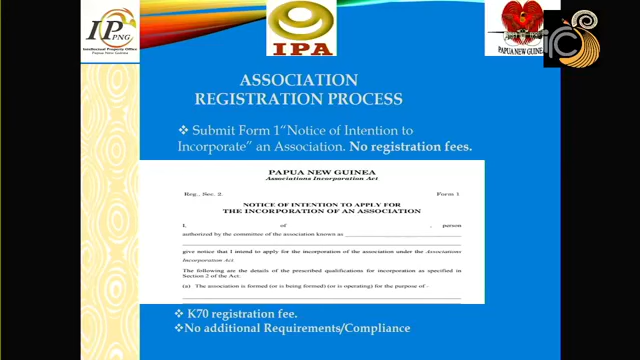 IP PNG
Intellectual Property Office
Papua New Guinea
IPA
PAPUA NEW GUINEA
ASSOCIATION
REGISTRATION PROCESS
❖ Submit Form 1“Notice of Intention to
Incorporate” an Association. No registration fees.
PAPUA NEW GUINEA
Associations Incorporation Act
Reg., Sec. 2. Form 1
NOTICE OF INTENTION TO APPLY FOR
THE INCORPORATION OF AN ASSOCIATION
I, of , person
authorized by the committee of the association known as
give notice that I intend to apply for the incorporation of the association under the Associations
Incorporation Act.
The following are the details of the prescribed qualifications for incorporation as specified in
Section 2 of the Act.
(a) The association is formed (or is being formed) (or is operating) for the purpose of :-
❖ K70 registration fee.
❖No additional Requirements/Compliance